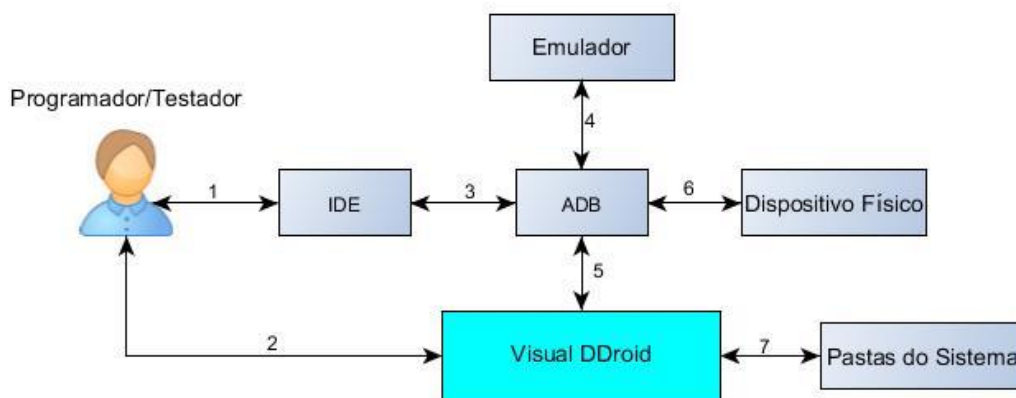 Emulador
Programador/Testador
4
1
IDE
3
ADB
6
Dispositivo Físico
5
2
Visual DDroid
7
Pastas do Sistema